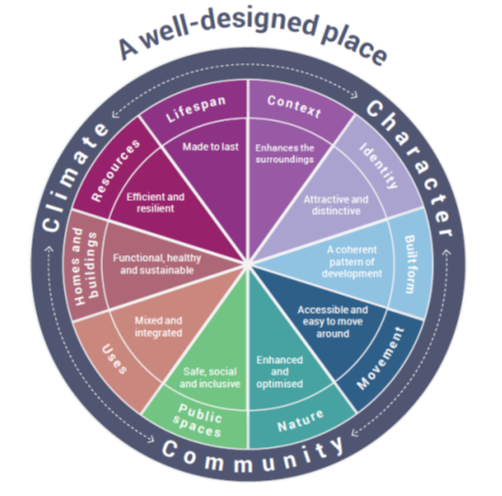 A well-designed place
Climate
Character
Community
Context
Enhances the
surroundings
Identity
Attractive and
distinctive
Built form
A coherent
pattern of
development
Movement
Accessible and
easy to move
around
Nature
Enhanced
and
optimised
Public
spaces
Safe, social
and inclusive
Uses
Mixed and
integrated
Homes and
buildings
Functional, healthy
and sustainable
Resources
Efficient and
resilient
Lifespan
Made to last